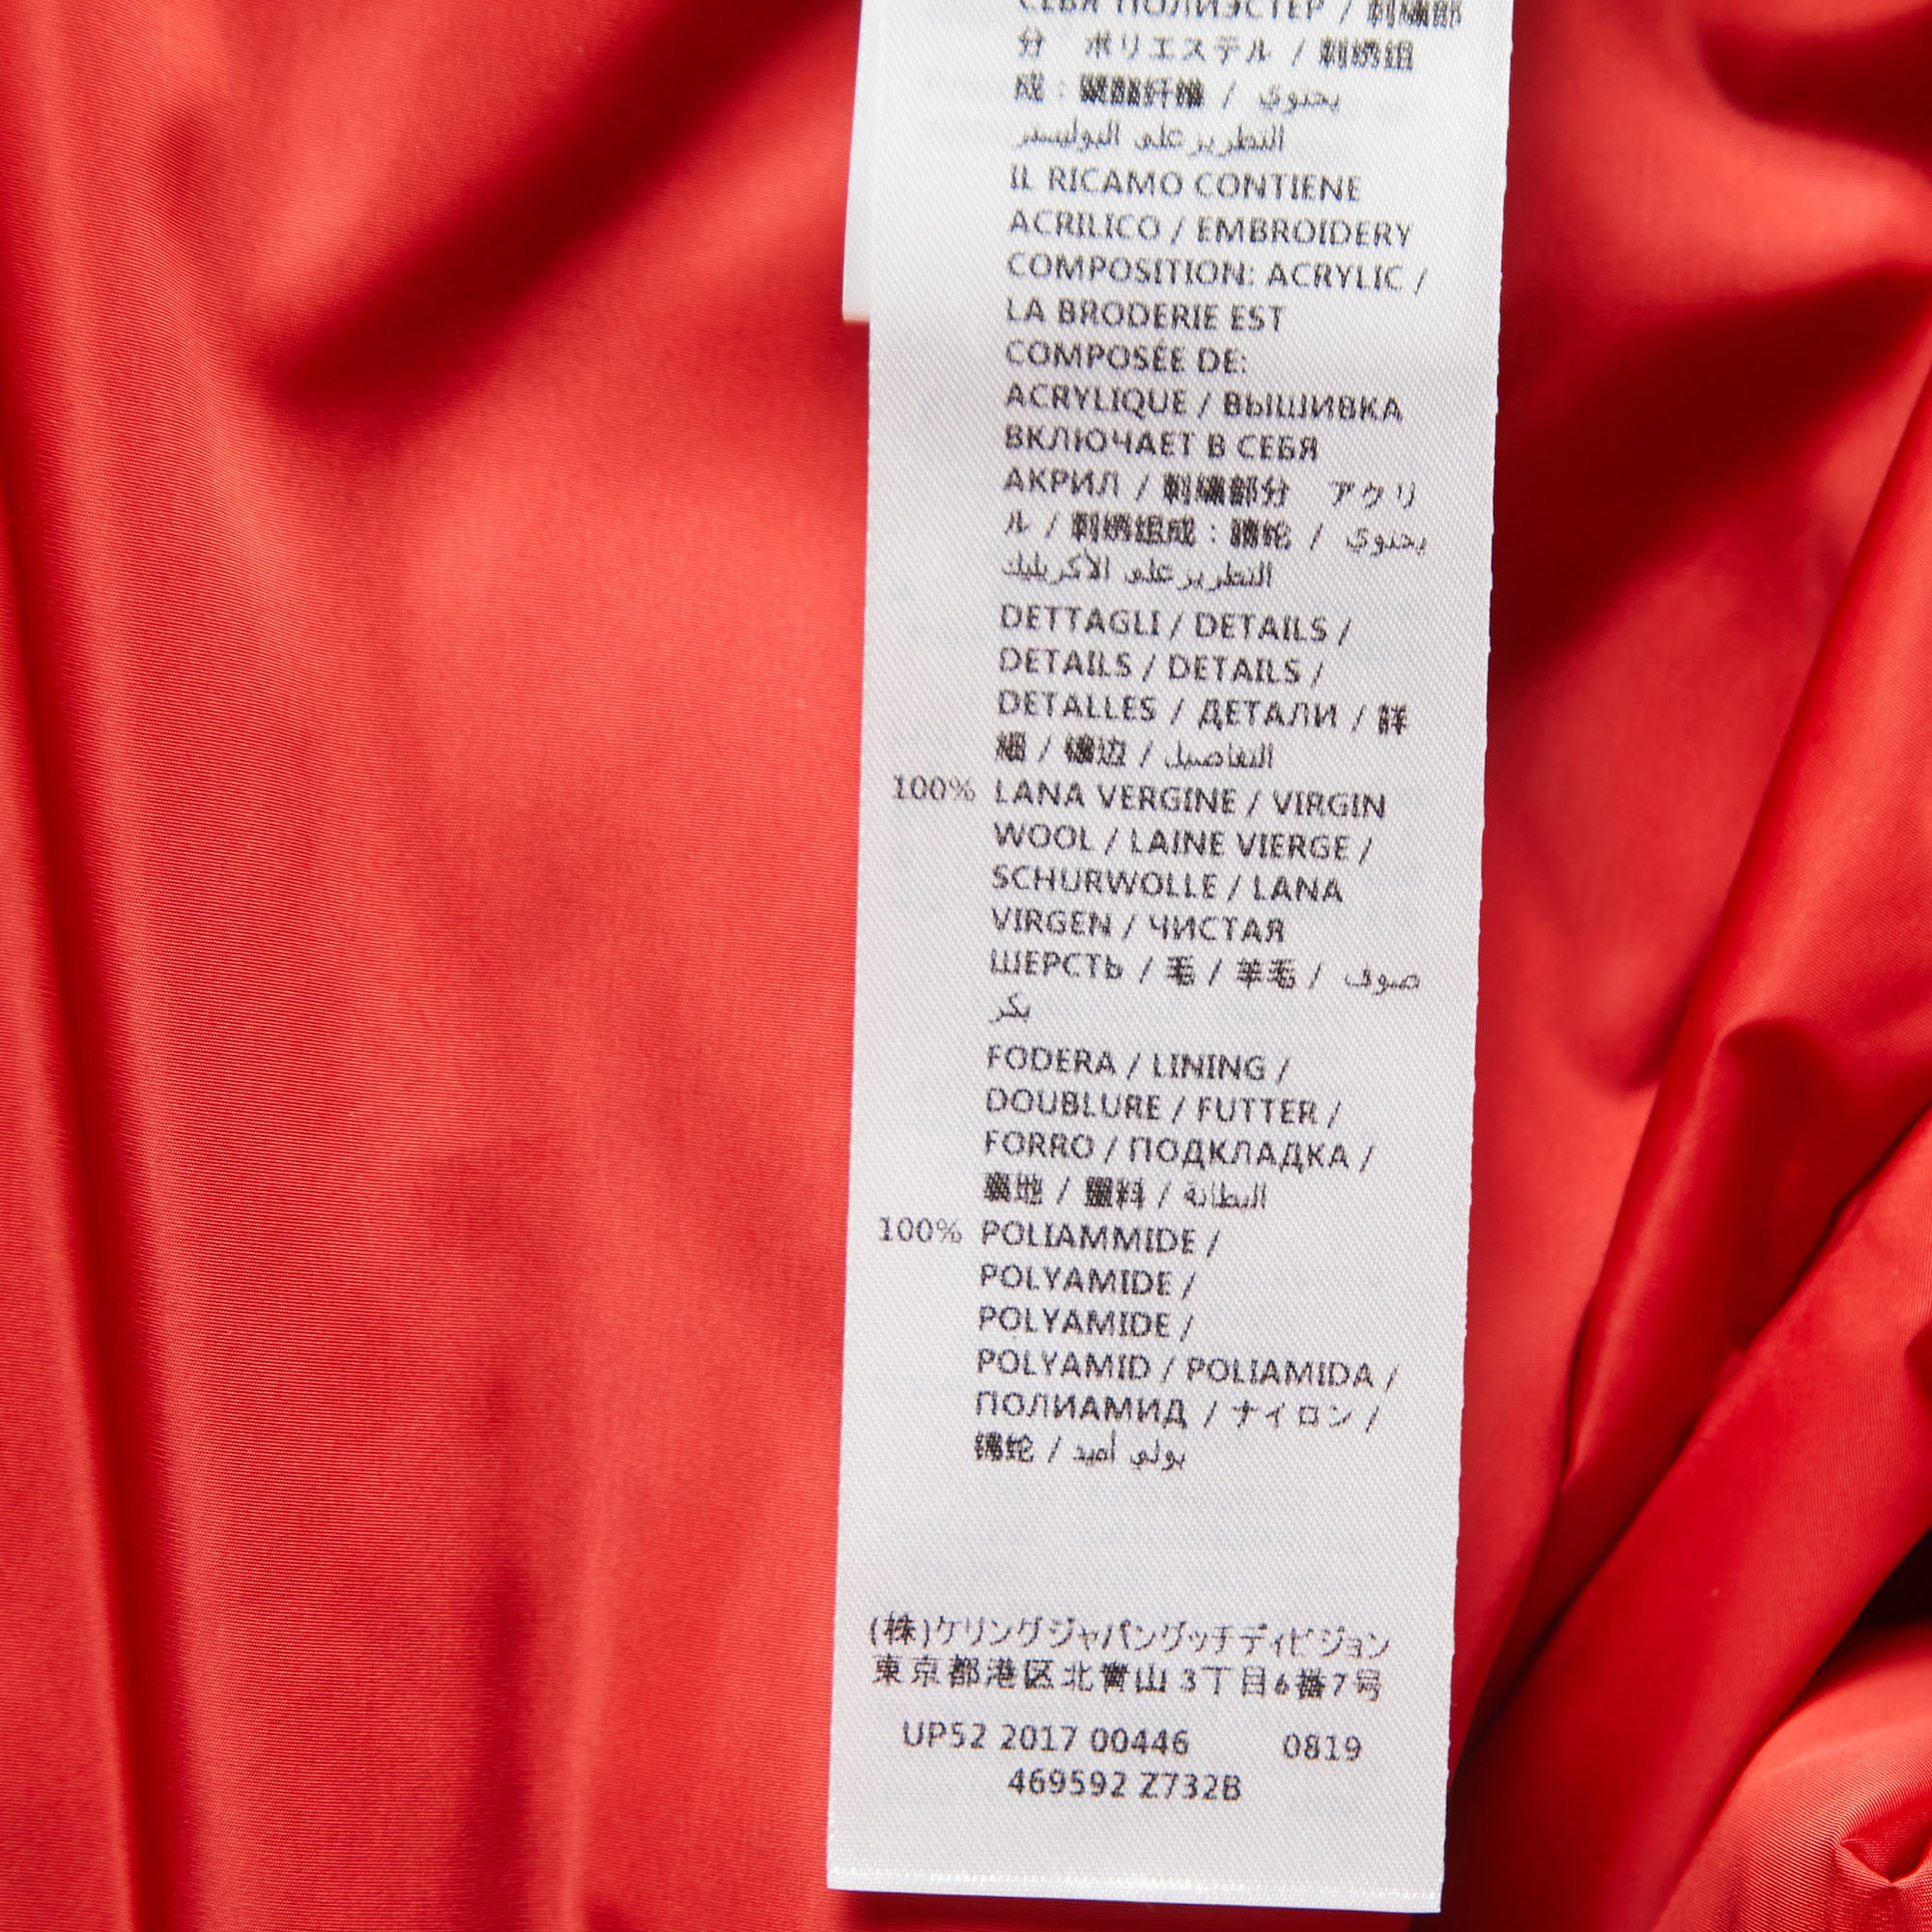 СЕБЯ ПОЛИЭСТЕР / 刺繍部
分 ポリエステル / 刺绣组
成 : 聚酯纤维 / يحتوي
التطريز على البوليستر
IL RICAMO CONTIENE
ACRILICO / EMBROIDERY
COMPOSITION: ACRYLIC /
LA BRODERIE EST
COMPOSÉE DE:
ACRYLIQUE / ВЫШИВКА
ВКЛЮЧАЕТ В СЕБЯ
АКРИЛ / 刺繍部分 アクリ
ル / 刺绣组成 : 腈纶 / يحتوي
التطريز على الأكريليك
DETTAGLI / DETAILS /
DETAILS / DETAILS /
DETALLES / ДЕТАЛИ / 詳
細 / 镶边 / التفاصيل
100% LANA VERGINE / VIRGIN
WOOL / LAINE VIERGE /
SCHURWOLLE / LANA
VIRGEN / ЧИСТАЯ
ШЕРСТЬ / 毛 / 羊毛 / صوف
بكر
FODERA / LINING /
DOUBLURE / FUTTER /
FORRO / ПОДКЛАДКА /
裏地 / 里料 / البطانة
100% POLIAMMIDE /
POLYAMIDE /
POLYAMIDE /
POLYAMID / POLIAMIDA /
ПОЛИАМИД / ナイロン /
锦纶 / بولي أميد
(株)ケリングジャパングッチディビジョン
東京都港区北青山3丁目6番7号
UP52 2017 00446 0819
469592 Z732B